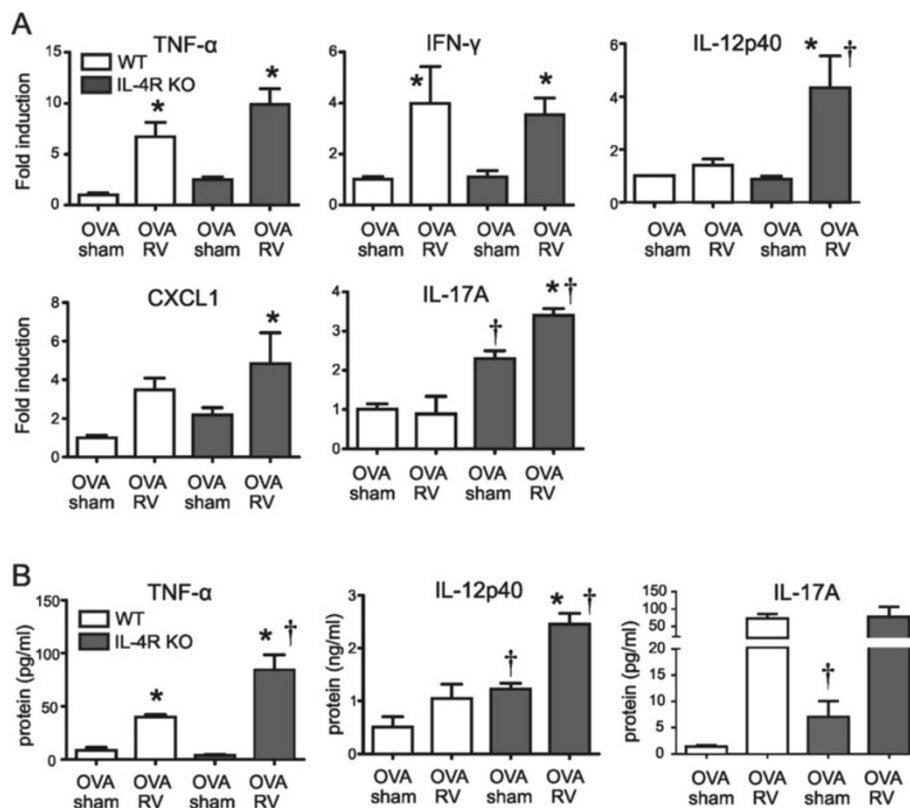 A
TNF-α
WT
IL-4R KO
Fold induction
15
10
5
0
*
*
OVA sham
OVA RV
OVA sham
OVA RV
IFN-γ
6
4
2
0
*
*
OVA sham
OVA RV
OVA sham
OVA RV
IL-12p40
6
4
2
0
* †
OVA sham
OVA RV
OVA sham
OVA RV
CXCL1
Fold induction
8
6
4
2
0
*
OVA sham
OVA RV
OVA sham
OVA RV
IL-17A
4
3
2
1
0
†
* †
OVA sham
OVA RV
OVA sham
OVA RV
B
TNF-α
WT
IL-4R KO
protein (pg/ml)
150
100
50
0
*
* †
OVA sham
OVA RV
OVA sham
OVA RV
IL-12p40
protein (ng/ml)
3
2
1
0
†
* †
OVA sham
OVA RV
OVA sham
OVA RV
IL-17A
protein (pg/ml)
150
100
50
20
15
10
5
0
†
OVA sham
OVA RV
OVA sham
OVA RV